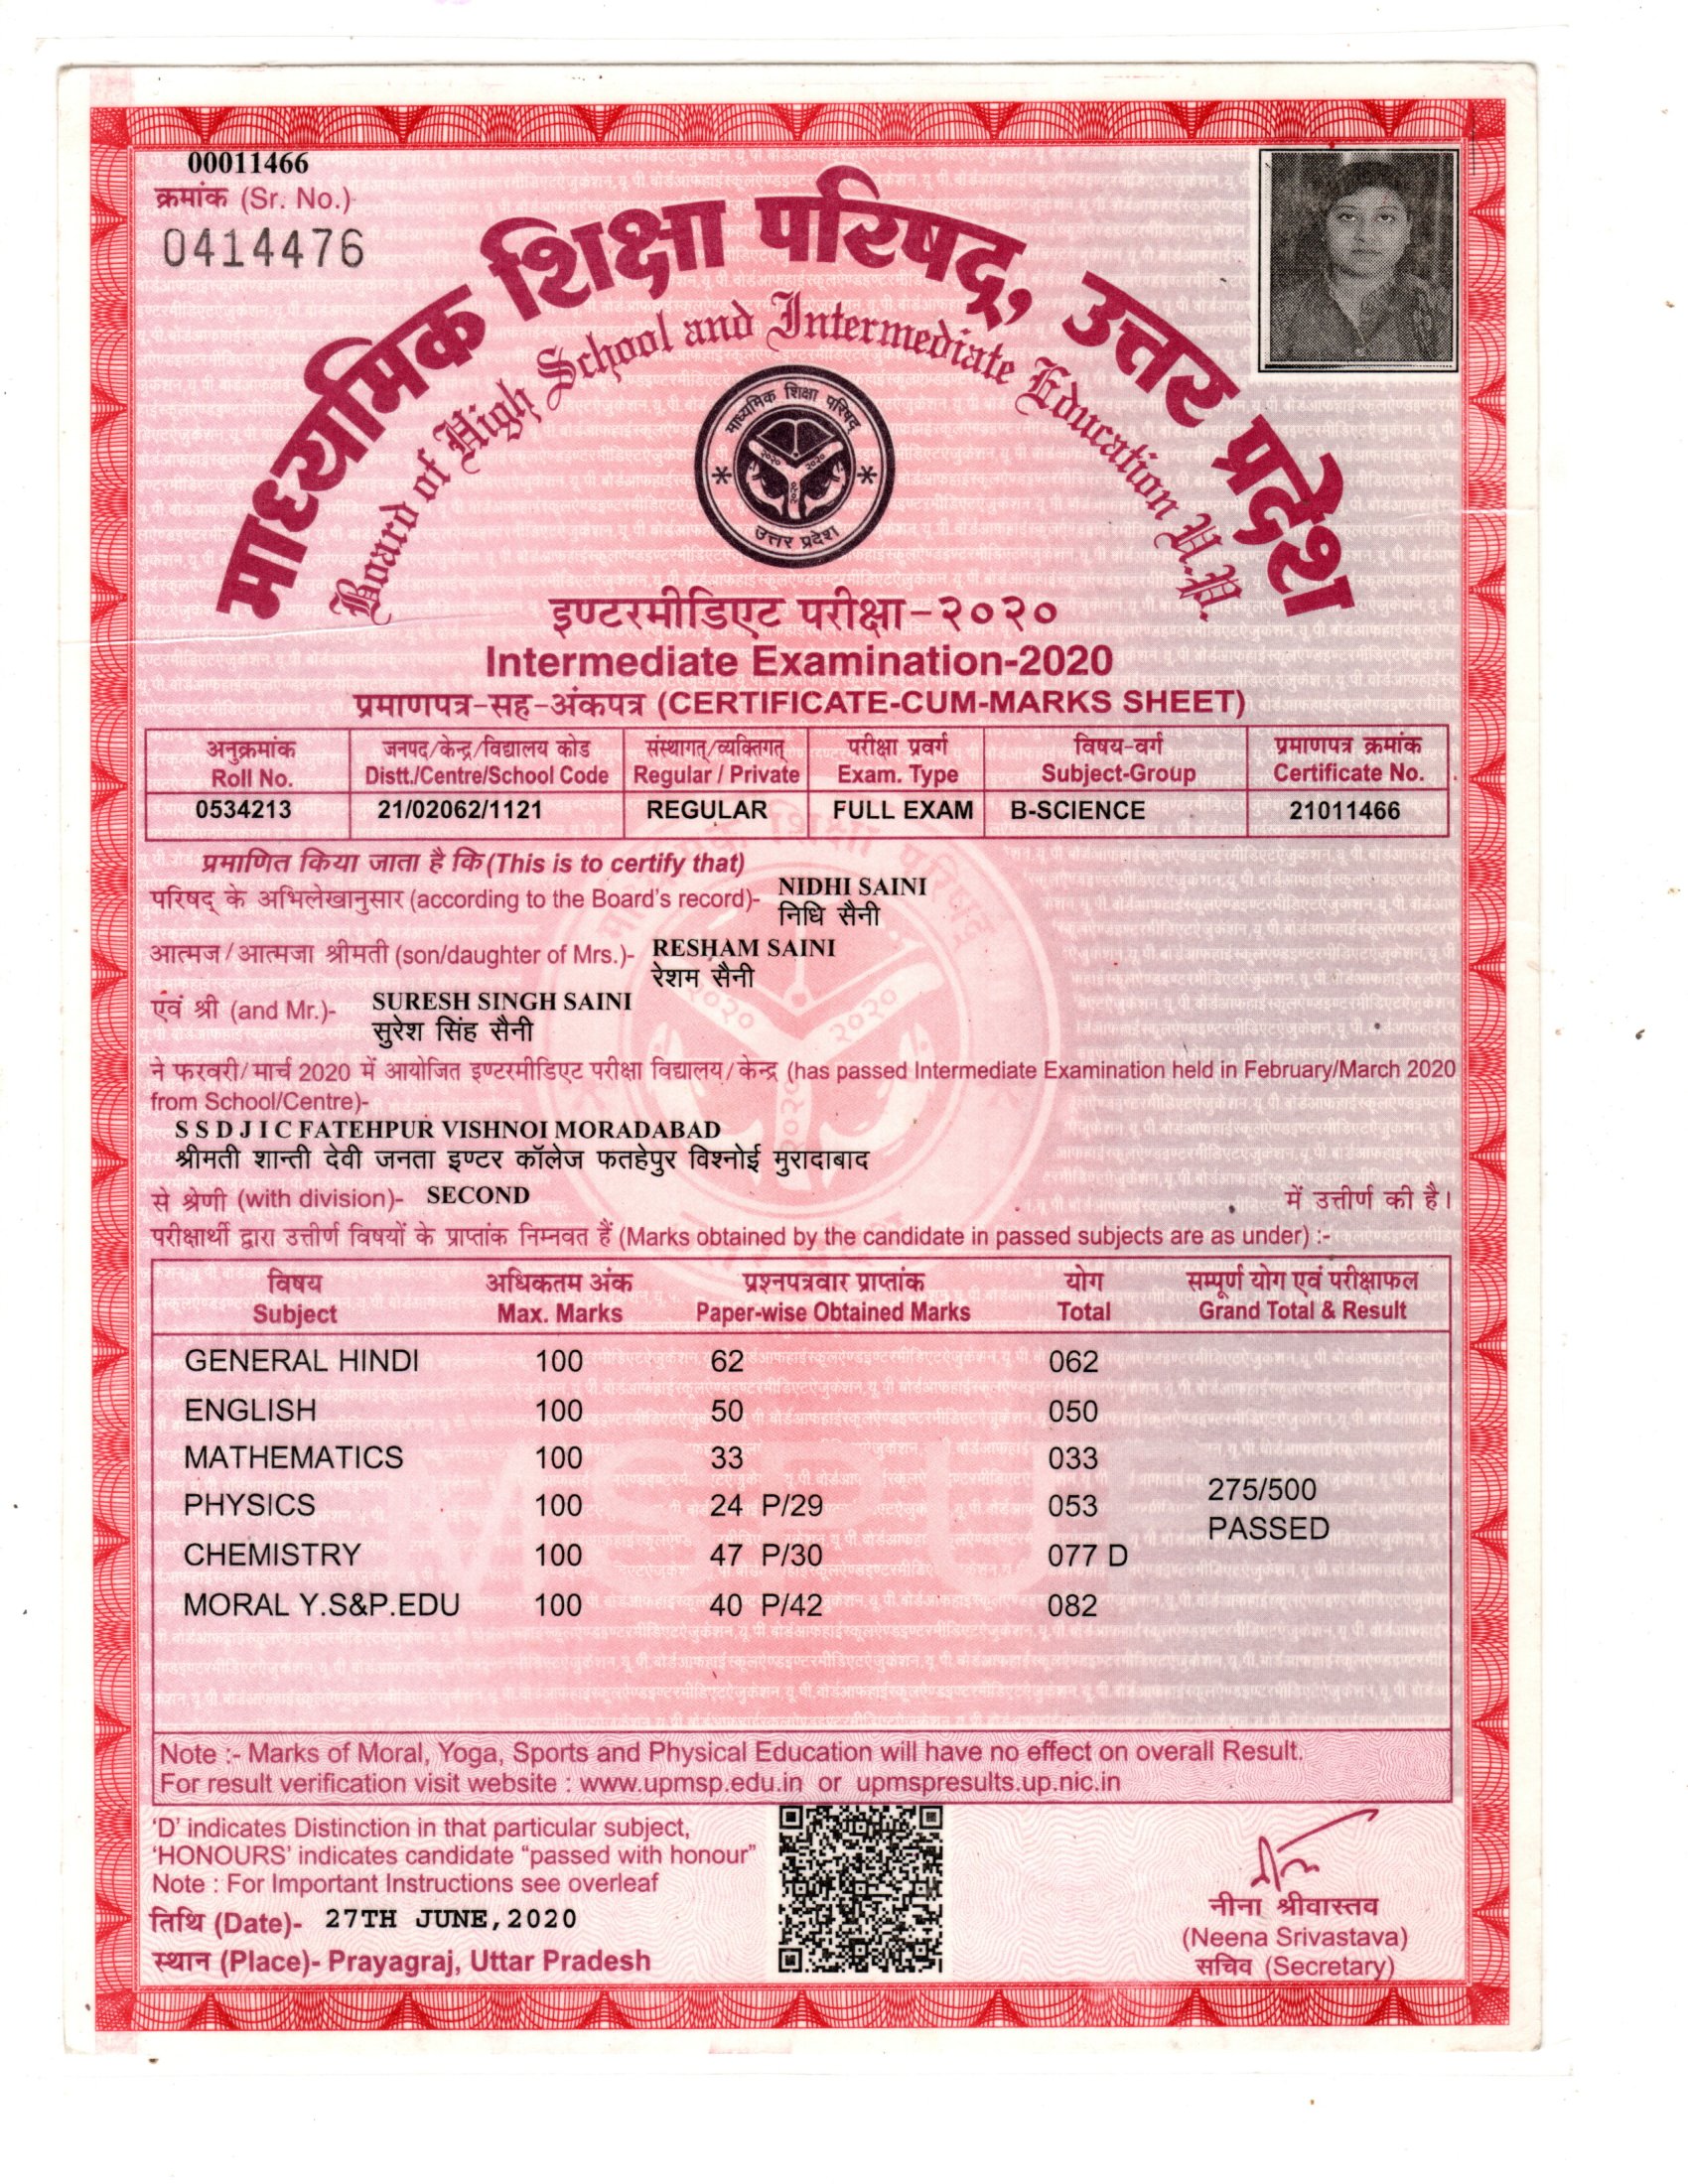 00011466
क्रमांक (Sr. No.)
0414476
माध्यमिक शिक्षा परिषद्, उत्तर प्रदेश
Board of High School and Intermediate Education U.P.
माध्यमिक शिक्षा परिषद्
२०२० २०२०
२०२०
उत्तर प्रदेश
इण्टरमीडिएट परीक्षा-२०२०
Intermediate Examination-2020
प्रमाणपत्र-सह-अंकपत्र (CERTIFICATE-CUM-MARKS SHEET)
अनुक्रमांक जनपद/केन्द्र/विद्यालय कोड संस्थागत्/व्यक्तिगत् परीक्षा प्रवर्ग विषय-वर्ग प्रमाणपत्र क्रमांक
Roll No. Distt./Centre/School Code Regular / Private Exam. Type Subject-Group Certificate No.
0534213 21/02062/1121 REGULAR FULL EXAM B-SCIENCE 21011466
प्रमाणित किया जाता है कि (This is to certify that)
परिषद् के अभिलेखानुसार (according to the Board's record)- NIDHI SAINI
निधि सैनी
आत्मज/आत्मजा श्रीमती (son/daughter of Mrs.)- RESHAM SAINI
रेशम सैनी
एवं श्री (and Mr.)- SURESH SINGH SAINI
सुरेश सिंह सैनी
ने फरवरी/मार्च 2020 में आयोजित इण्टरमीडिएट परीक्षा विद्यालय/केन्द्र (has passed Intermediate Examination held in February/March 2020
from School/Centre)-
S S D J I C FATEHPUR VISHNOI MORADABAD
श्रीमती शान्ती देवी जनता इण्टर कॉलेज फतहेपुर विश्नोई मुरादाबाद
से श्रेणी (with division)- SECOND में उत्तीर्ण की है।
परीक्षार्थी द्वारा उत्तीर्ण विषयों के प्राप्तांक निम्नवत हैं (Marks obtained by the candidate in passed subjects are as under) :-
विषय अधिकतम अंक प्रश्नपत्रवार प्राप्तांक योग सम्पूर्ण योग एवं परीक्षाफल
Subject Max. Marks Paper-wise Obtained Marks Total Grand Total & Result
GENERAL HINDI 100 62 062
ENGLISH 100 50 050
MATHEMATICS 100 33 033
275/500
PHYSICS 100 24 P/29 053
PASSED
CHEMISTRY 100 47 P/30 077 D
MORAL Y.S&P.EDU 100 40 P/42 082
Note :- Marks of Moral, Yoga, Sports and Physical Education will have no effect on overall Result.
For result verification visit website : www.upmsp.edu.in or upmspresults.up.nic.in
'D' indicates Distinction in that particular subject,
'HONOURS' indicates candidate "passed with honour"
Note : For Important Instructions see overleaf
तिथि (Date)- 27TH JUNE, 2020
स्थान (Place)- Prayagraj, Uttar Pradesh
नीना श्रीवास्तव
(Neena Srivastava)
सचिव (Secretary)